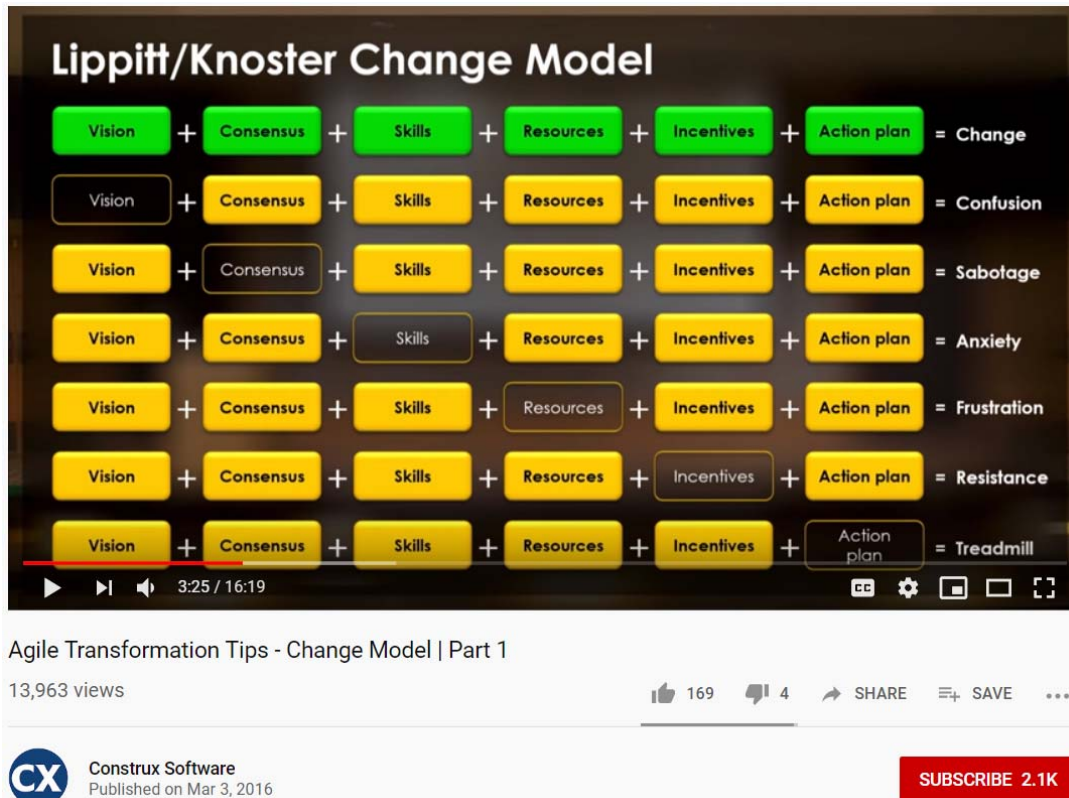 Lippitt/Knoster Change Model
Vision + Consensus + Skills + Resources + Incentives + Action plan = Change
Vision + Consensus + Skills + Resources + Incentives + Action plan = Confusion
Vision + Consensus + Skills + Resources + Incentives + Action plan = Sabotage
Vision + Consensus + Skills + Resources + Incentives + Action plan = Anxiety
Vision + Consensus + Skills + Resources + Incentives + Action plan = Frustration
Vision + Consensus + Skills + Resources + Incentives + Action plan = Resistance
Vision + Consensus + Skills + Resources + Incentives + Action plan = Treadmill
3:25 / 16:19 CC
Agile Transformation Tips - Change Model | Part 1
13,963 views 169 4 SHARE SAVE
CX Construx Software
Published on Mar 3, 2016
SUBSCRIBE 2.1K